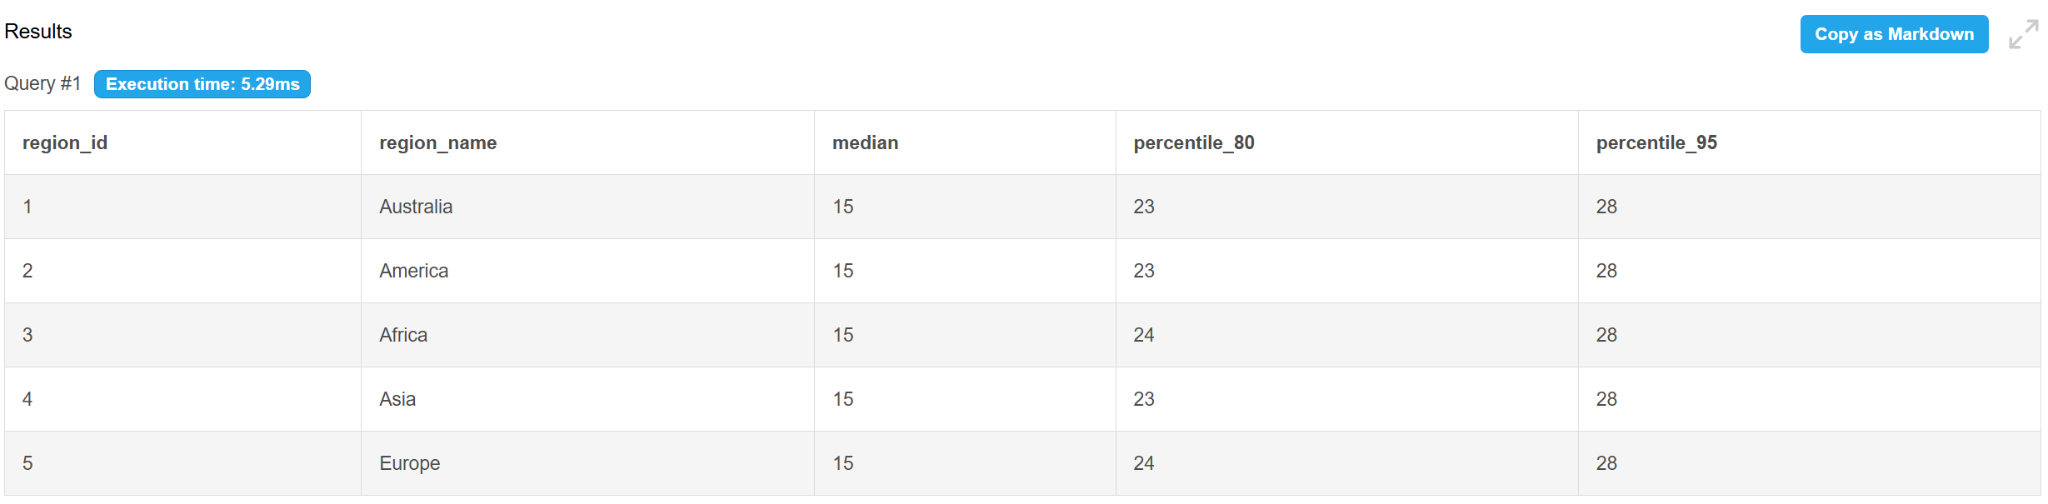 Results
Copy as Markdown
Query #1 Execution time: 5.29ms
region_id region_name median percentile_80 percentile_95
1 Australia 15 23 28
2 America 15 23 28
3 Africa 15 24 28
4 Asia 15 23 28
5 Europe 15 24 28